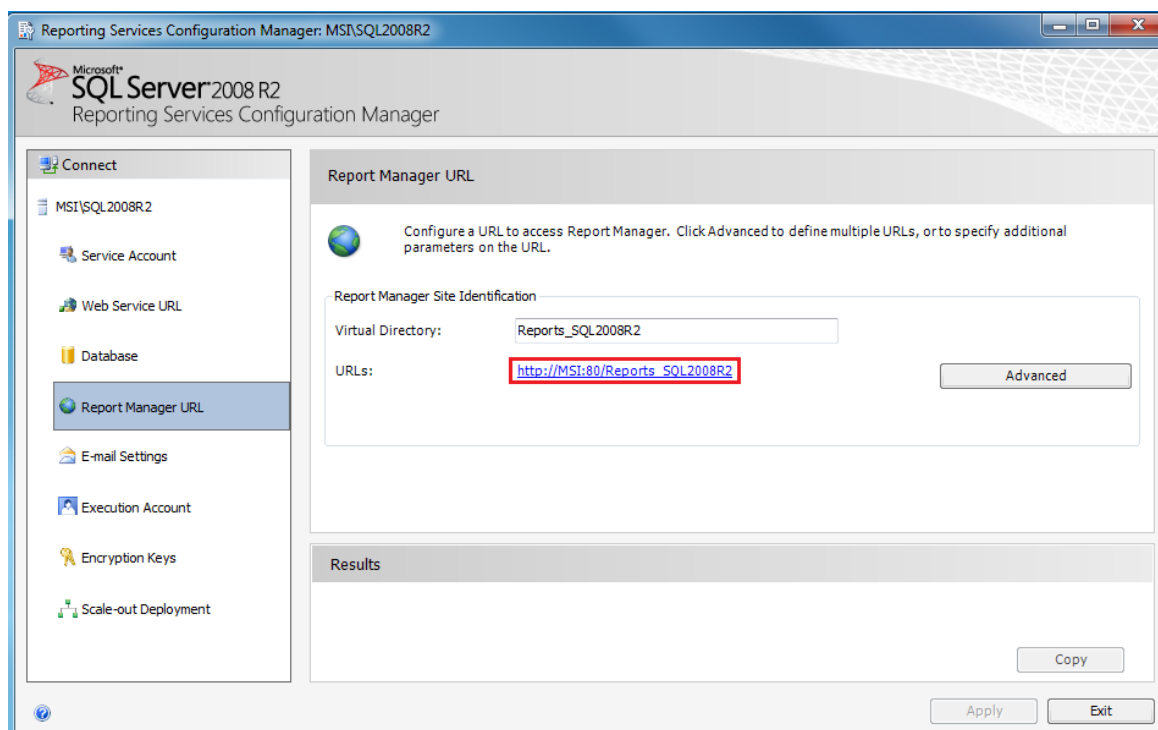 Reporting Services Configuration Manager: MSI\SQL2008R2
Microsoft®
SQL Server® 2008 R2
Reporting Services Configuration Manager
Connect
MSI\SQL2008R2
Service Account
Web Service URL
Database
Report Manager URL
E-mail Settings
Execution Account
Encryption Keys
Scale-out Deployment
Report Manager URL
Configure a URL to access Report Manager. Click Advanced to define multiple URLs, or to specify additional
parameters on the URL.
Report Manager Site Identification
Virtual Directory: Reports_SQL2008R2
URLs: http://MSI:80/Reports_SQL2008R2
Advanced
Results
Copy
Apply Exit